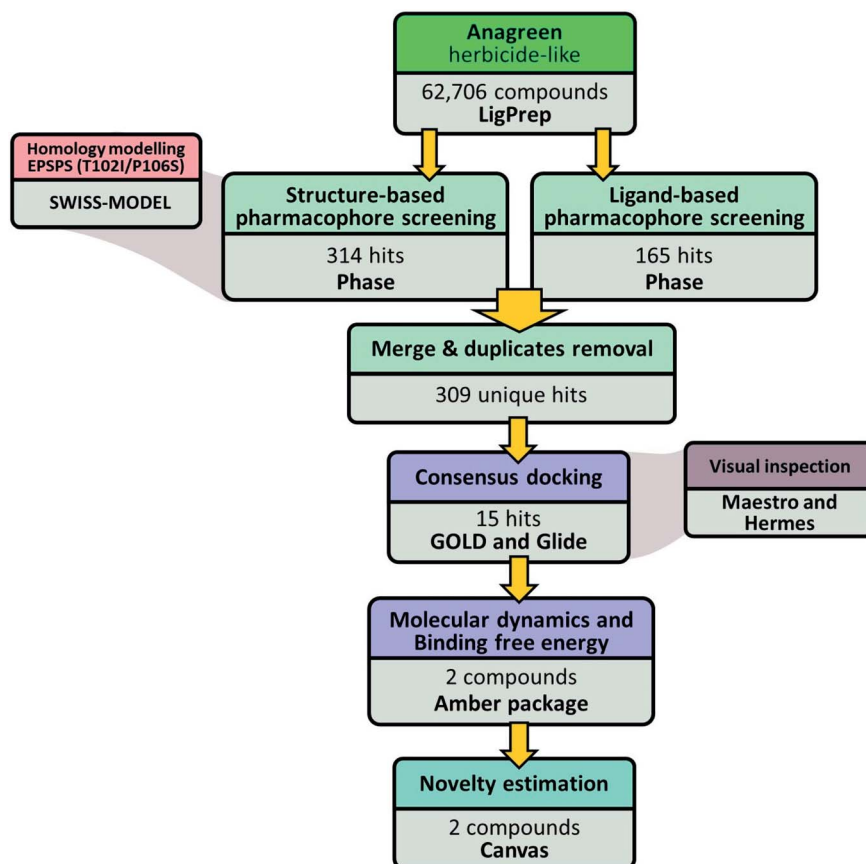 Anagreen
herbicide-like
62,706 compounds
LigPrep
Homology modelling
EPSPS (T102I/P106S)
SWISS-MODEL
Structure-based
pharmacophore screening
314 hits
Phase
Ligand-based
pharmacophore screening
165 hits
Phase
Merge & duplicates removal
309 unique hits
Consensus docking
15 hits
GOLD and Glide
Visual inspection
Maestro and
Hermes
Molecular dynamics and
Binding free energy
2 compounds
Amber package
Novelty estimation
2 compounds
Canvas